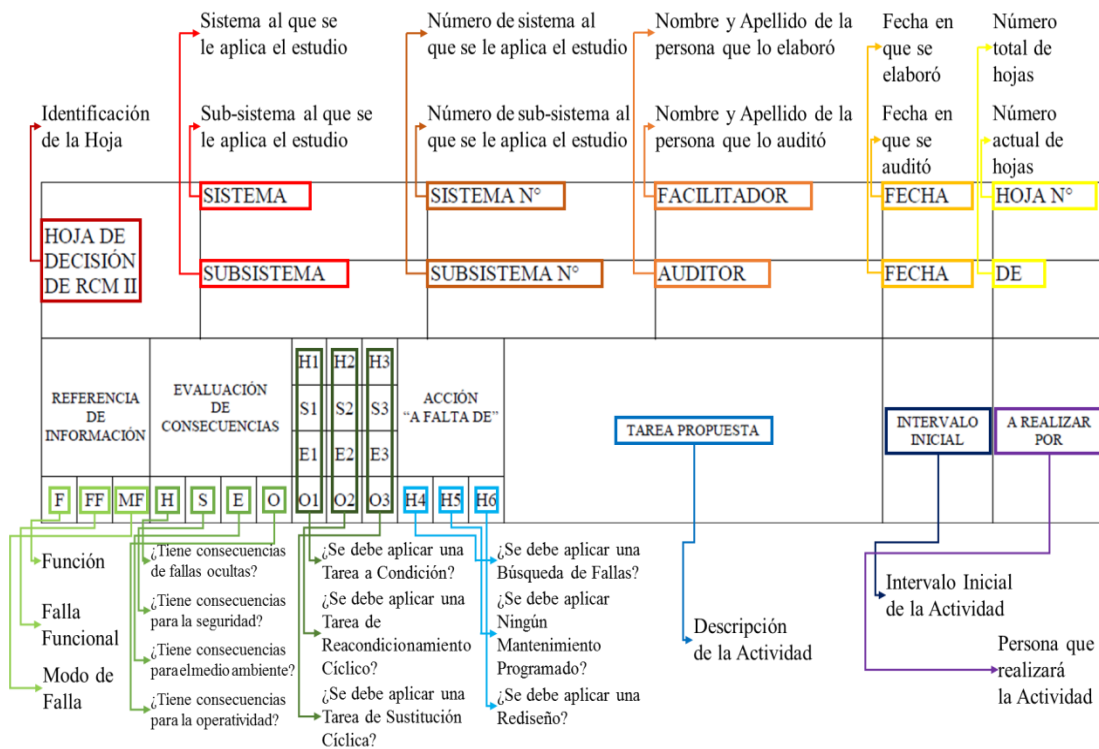 Sistema al que se
le aplica el estudio
Número de sistema al
que se le aplica el estudio
Nombre y Apellido de la
persona que lo elaboró
Fecha en
que se
elaboró
Número
total de
hojas
Identificación
de la Hoja
Sub-sistema al que se
le aplica el estudio
Número de sub-sistema al
que se le aplica el estudio
Nombre y Apellido de la
persona que lo auditó
Fecha en
que se
auditó
Número
actual de
hojas
HOJA DE
DECISIÓN
DE RCM II
SISTEMA
SISTEMA N°
FACILITADOR
FECHA
HOJA N°
SUBSISTEMA
SUBSISTEMA N°
AUDITOR
FECHA
DE
REFERENCIA
DE
INFORMACIÓN
EVALUACIÓN
DE
CONSECUENCIAS
H1 H2 H3
S1 S2 S3
E1 E2 E3
ACCIÓN
“A FALTA DE”
TAREA PROPUESTA
INTERVALO
INICIAL
A REALIZAR
POR
F FF MF H S E O O1 O2 O3 H4 H5 H6
Función
Falla
Funcional
Modo de
Falla
¿Tiene consecuencias
de fallas ocultas?
¿Tiene consecuencias
para la seguridad?
¿Tiene consecuencias
para el medio ambiente?
¿Tiene consecuencias
para la operatividad?
¿Se debe aplicar una
Tarea a Condición?
¿Se debe aplicar una
Tarea de
Reacondicionamiento
Cíclico?
¿Se debe aplicar una
Tarea de Sustitución
Cíclica?
¿Se debe aplicar una
Búsqueda de Fallas?
¿Se debe aplicar
Ningún
Mantenimiento
Programado?
¿Se debe aplicar una
Rediseño?
Descripción
de la Actividad
Intervalo Inicial
de la Actividad
Persona que
realizará
la Actividad